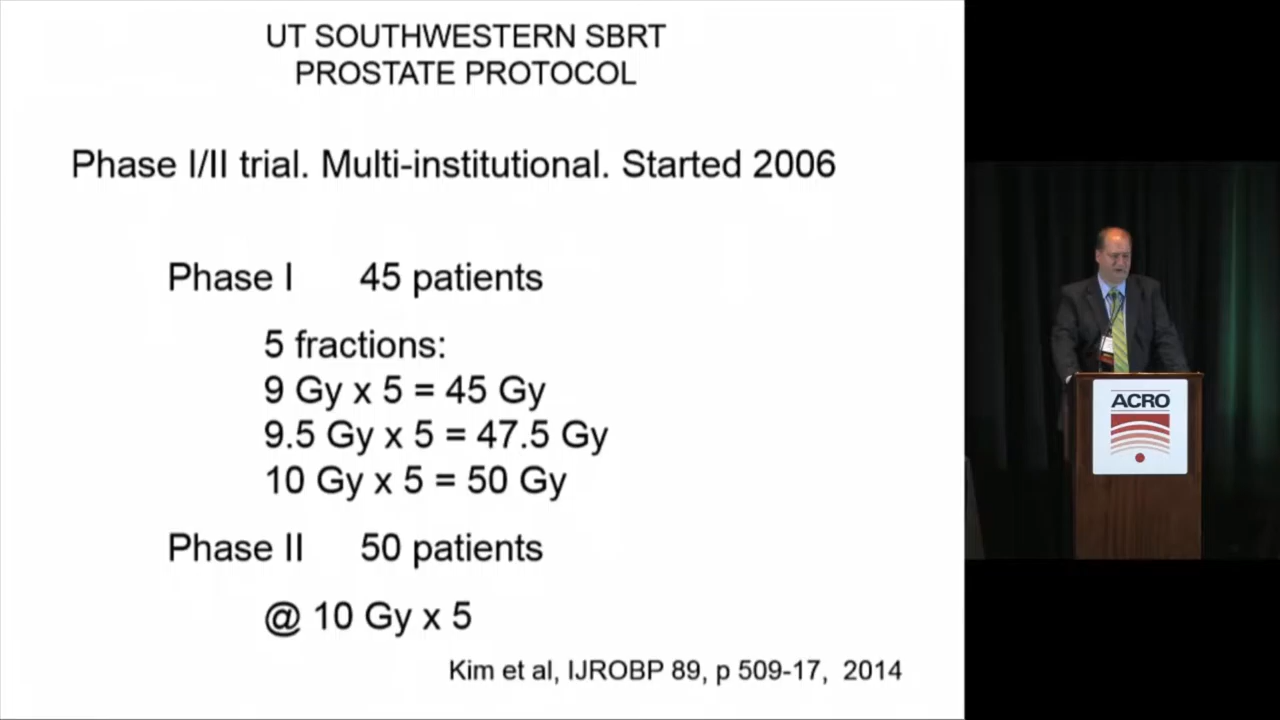 UT SOUTHWESTERN SBRT
PROSTATE PROTOCOL
Phase I/II trial. Multi-institutional. Started 2006
Phase I 45 patients
5 fractions:
9 Gy x 5 = 45 Gy
9.5 Gy x 5 = 47.5 Gy
10 Gy x 5 = 50 Gy
Phase II 50 patients
@ 10 Gy x 5
Kim et al, IJROBP 89, p 509-17, 2014
ACRO